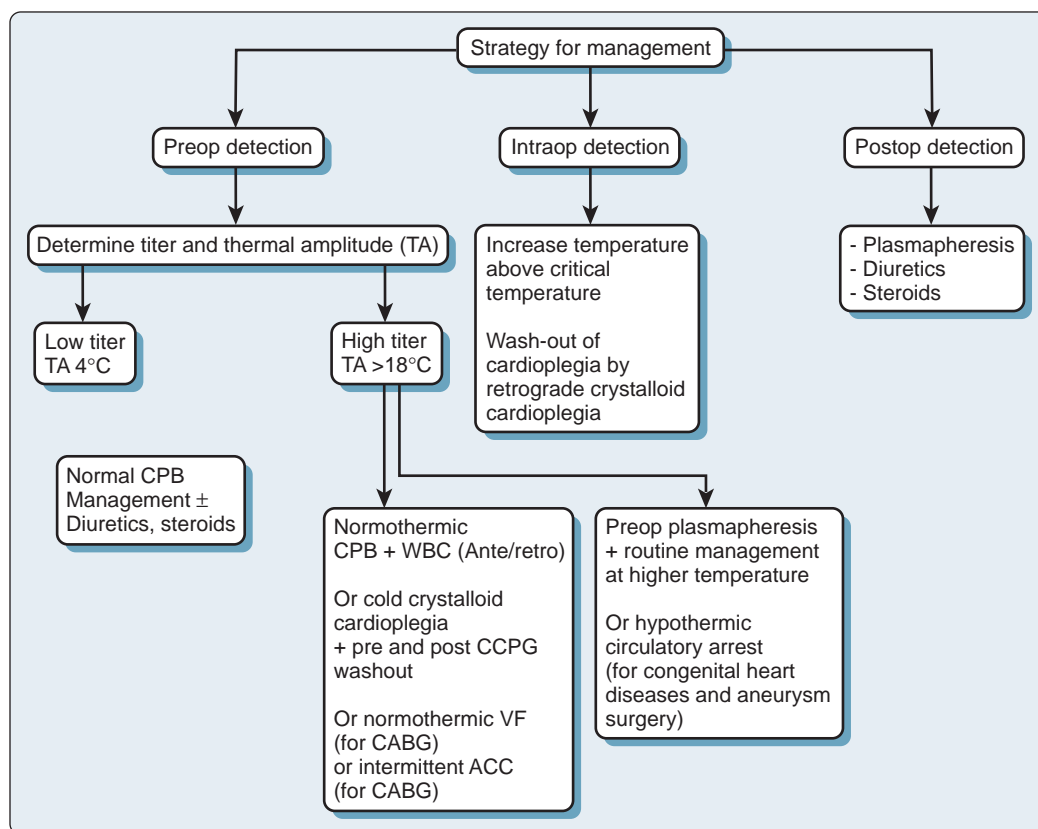 Strategy for management
Preop detection
Intraop detection
Postop detection
Determine titer and thermal amplitude (TA)
Increase temperature
above critical
temperature
Wash-out of
cardioplegia by
retrograde crystalloid
cardioplegia
- Plasmapheresis
- Diuretics
- Steroids
Low titer
TA 4°C
High titer
TA >18°C
Normal CPB
Management ±
Diuretics, steroids
Normothermic
CPB + WBC (Ante/retro)
Or cold crystalloid
cardioplegia
+ pre and post CCPG
washout
Or normothermic VF
(for CABG)
or intermittent ACC
(for CABG)
Preop plasmapheresis
+ routine management
at higher temperature
Or hypothermic
circulatory arrest
(for congenital heart
diseases and aneurysm
surgery)